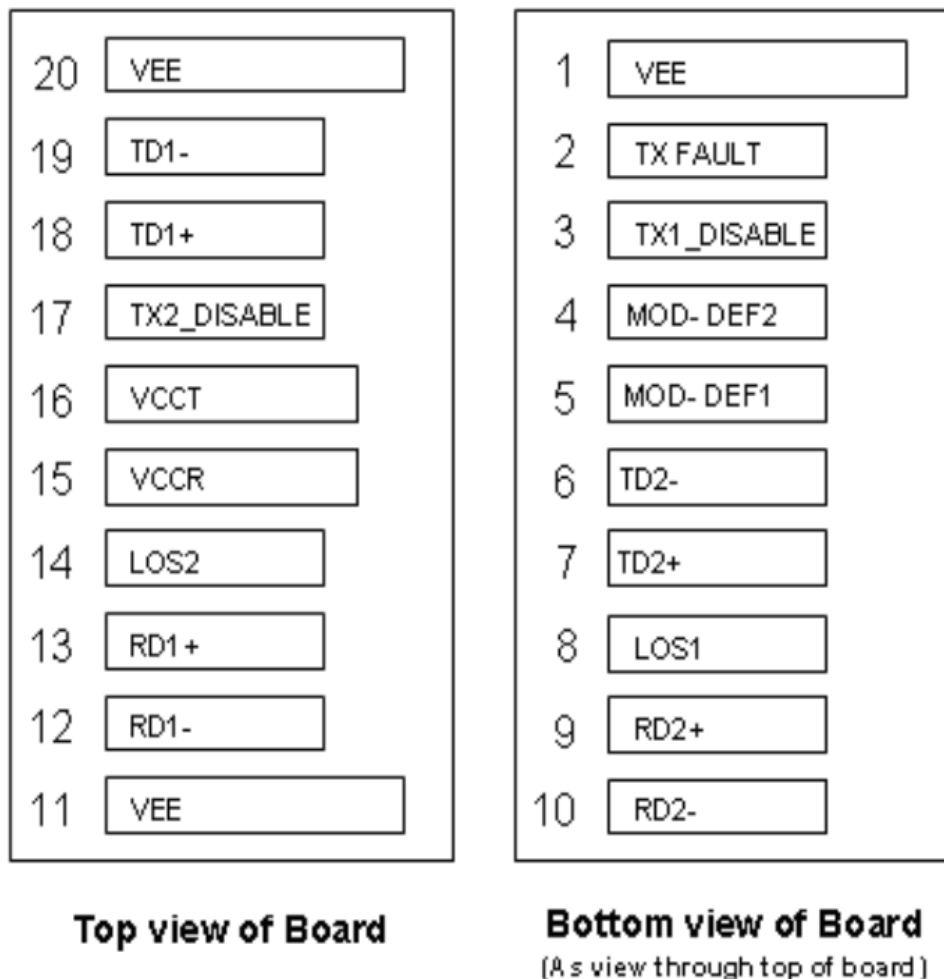 20 VEE
19 TD1-
18 TD1+
17 TX2_DISABLE
16 VCCT
15 VCCR
14 LOS2
13 RD1+
12 RD1-
11 VEE
Top view of Board
1 VEE
2 TX FAULT
3 TX1_DISABLE
4 MOD- DEF2
5 MOD- DEF1
6 TD2-
7 TD2+
8 LOS1
9 RD2+
10 RD2-
Bottom view of Board
(As view through top of board)